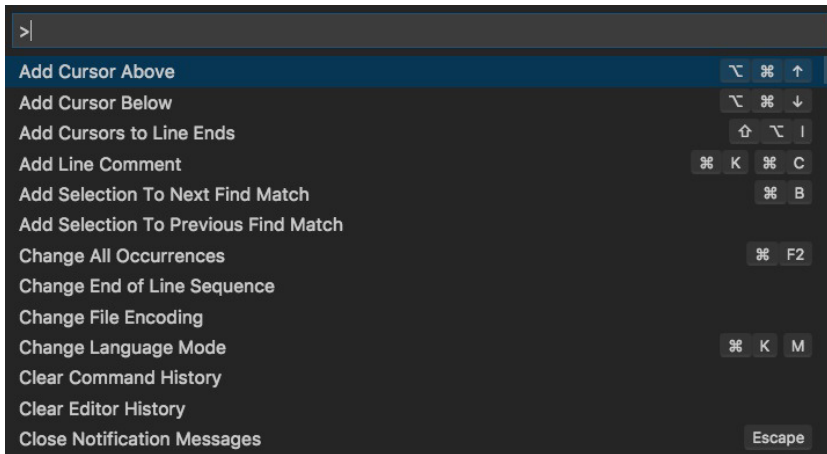 >
Add Cursor Above ⌥ ⌘ ↑
Add Cursor Below ⌥ ⌘ ↓
Add Cursors to Line Ends ⇧ ⌥ I
Add Line Comment ⌘ K ⌘ C
Add Selection To Next Find Match ⌘ B
Add Selection To Previous Find Match
Change All Occurrences ⌘ F2
Change End of Line Sequence
Change File Encoding
Change Language Mode ⌘ K M
Clear Command History
Clear Editor History
Close Notification Messages Escape